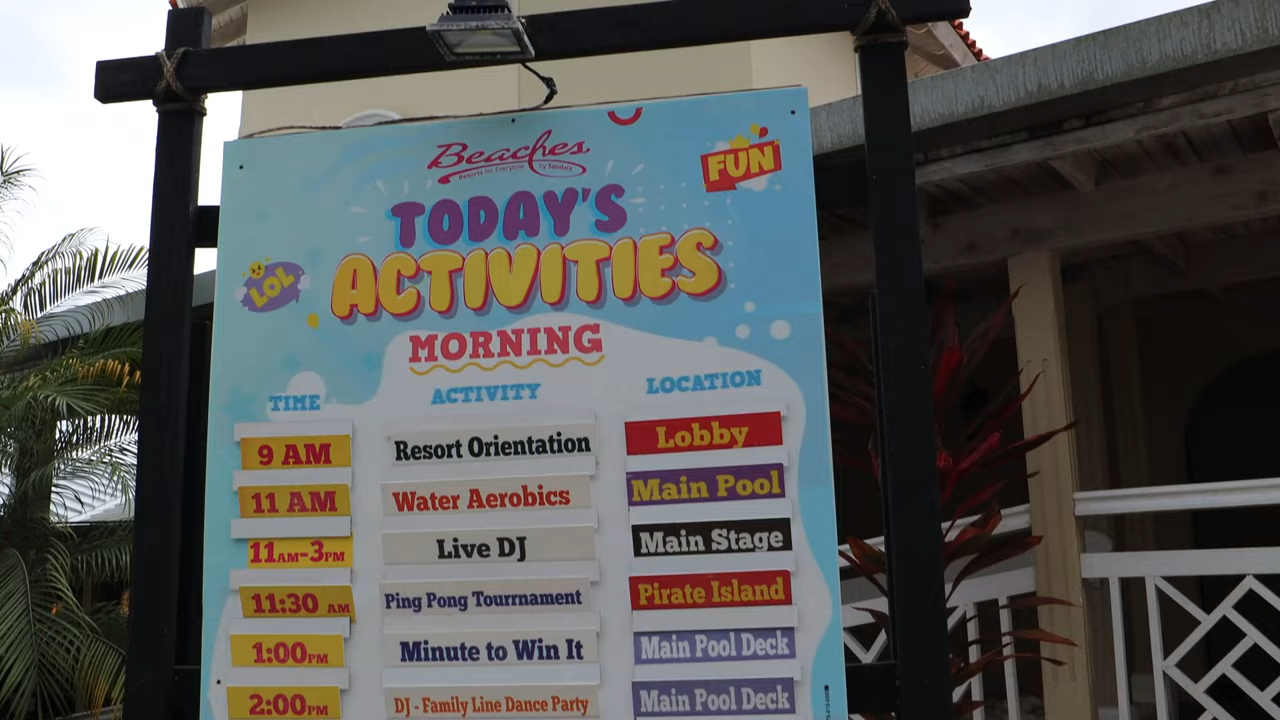 Beaches
Resorts for Everyone by Sandals
FUN
TODAY'S
ACTIVITIES
LOL
MORNING
TIME ACTIVITY LOCATION
9 AM Resort Orientation Lobby
11 AM Water Aerobics Main Pool
11AM-3PM Live DJ Main Stage
11:30 AM Ping Pong Tourrnament Pirate Island
1:00PM Minute to Win It Main Pool Deck
2:00PM DJ - Family Line Dance Party Main Pool Deck